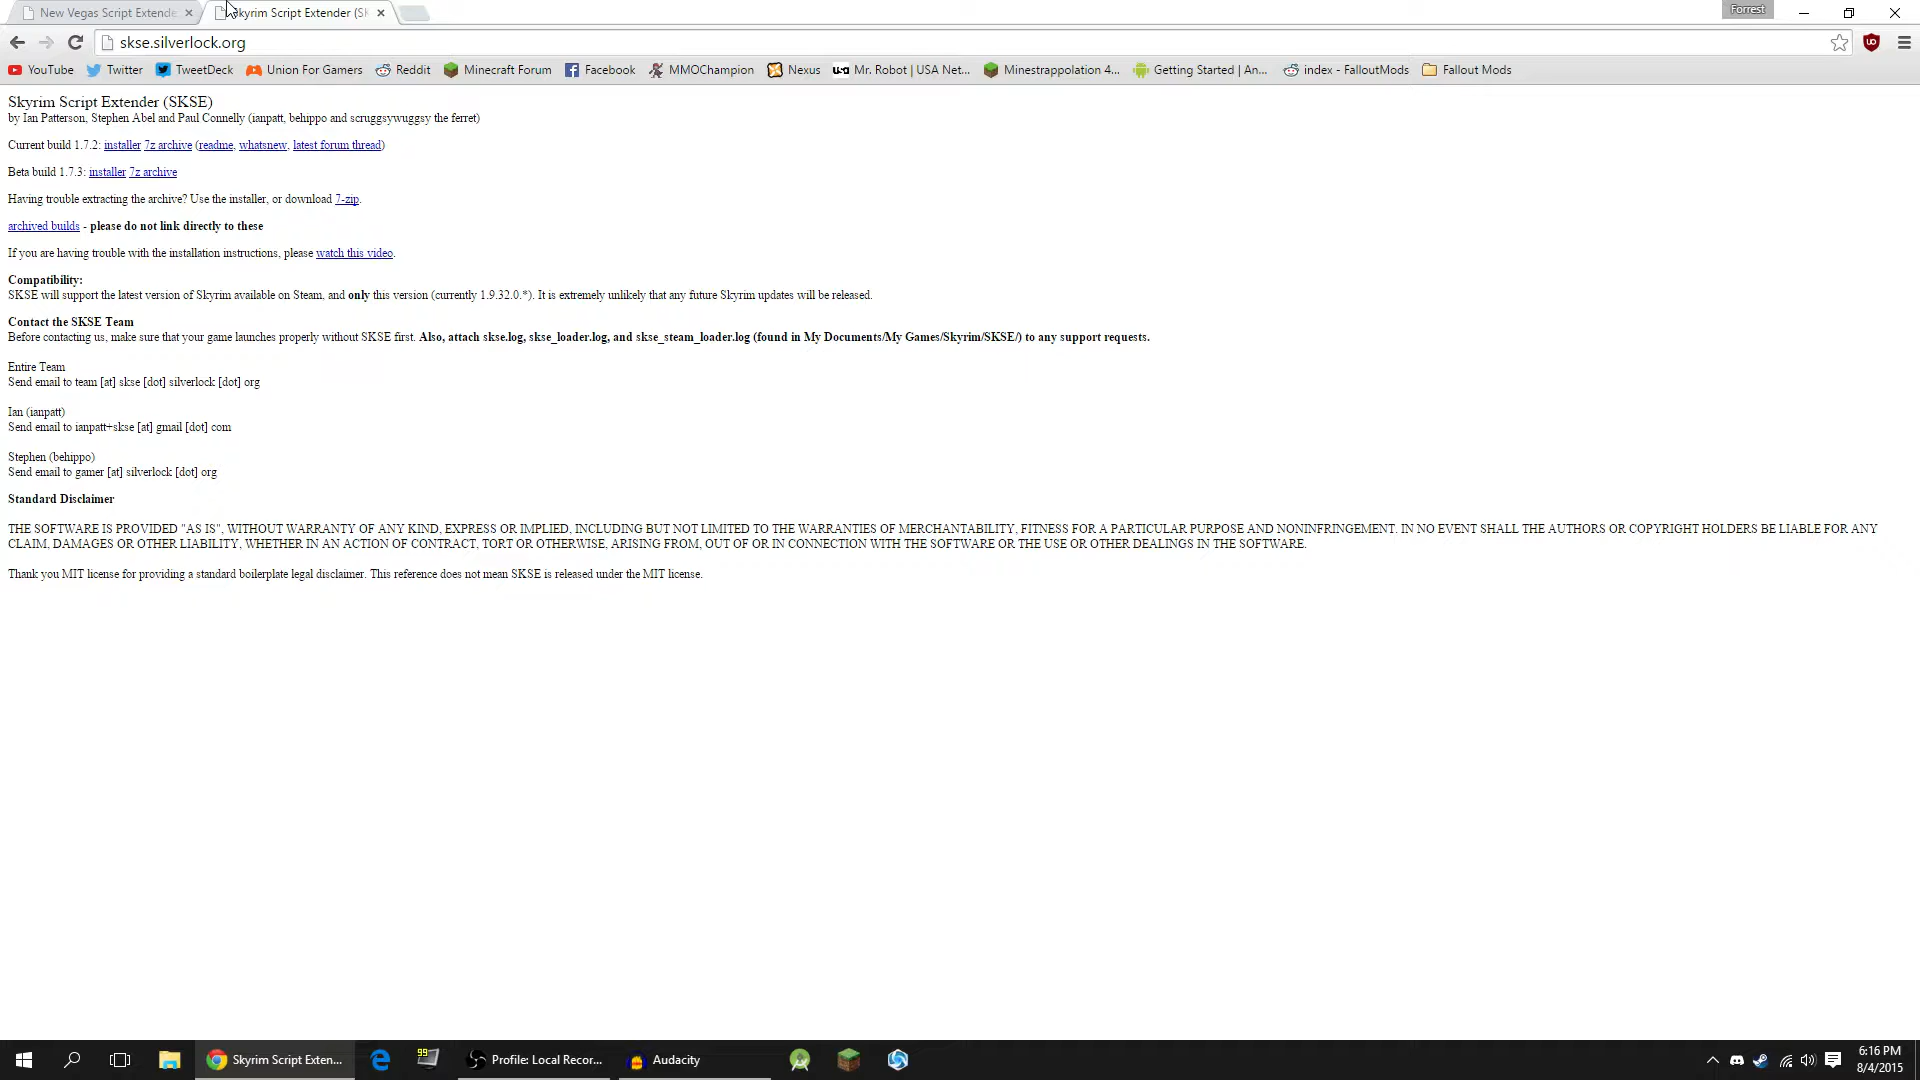 New Vegas Script Extende
Skyrim Script Extender (SK
Forrest
skse.silverlock.org
YouTube
Twitter
TweetDeck
Union For Gamers
Reddit
Minecraft Forum
Facebook
MMOChampion
Nexus
Mr. Robot | USA Net...
Minestrappolation 4...
Getting Started | An...
index - FalloutMods
Fallout Mods
Skyrim Script Extender (SKSE)
by Ian Patterson, Stephen Abel and Paul Connelly (ianpatt, behippo and scruggsywuggsy the ferret)
Current build 1.7.2: installer 7z archive (readme, whatsnew, latest forum thread)
Beta build 1.7.3: installer 7z archive
Having trouble extracting the archive? Use the installer, or download 7-zip.
archived builds - please do not link directly to these
If you are having trouble with the installation instructions, please watch this video.
Compatibility:
SKSE will support the latest version of Skyrim available on Steam, and only this version (currently 1.9.32.0.*). It is extremely unlikely that any future Skyrim updates will be released.
Contact the SKSE Team
Before contacting us, make sure that your game launches properly without SKSE first. Also, attach skse.log, skse_loader.log, and skse_steam_loader.log (found in My Documents/My Games/Skyrim/SKSE/) to any support requests.
Entire Team
Send email to team [at] skse [dot] silverlock [dot] org
Ian (ianpatt)
Send email to ianpatt+skse [at] gmail [dot] com
Stephen (behippo)
Send email to gamer [at] silverlock [dot] org
Standard Disclaimer
THE SOFTWARE IS PROVIDED "AS IS", WITHOUT WARRANTY OF ANY KIND, EXPRESS OR IMPLIED, INCLUDING BUT NOT LIMITED TO THE WARRANTIES OF MERCHANTABILITY, FITNESS FOR A PARTICULAR PURPOSE AND NONINFRINGEMENT. IN NO EVENT SHALL THE AUTHORS OR COPYRIGHT HOLDERS BE LIABLE FOR ANY
CLAIM, DAMAGES OR OTHER LIABILITY, WHETHER IN AN ACTION OF CONTRACT, TORT OR OTHERWISE, ARISING FROM, OUT OF OR IN CONNECTION WITH THE SOFTWARE OR THE USE OR OTHER DEALINGS IN THE SOFTWARE.
Thank you MIT license for providing a standard boilerplate legal disclaimer. This reference does not mean SKSE is released under the MIT license.
Skyrim Script Exten...
99
Profile: Local Recor...
Audacity
6:16 PM
8/4/2015